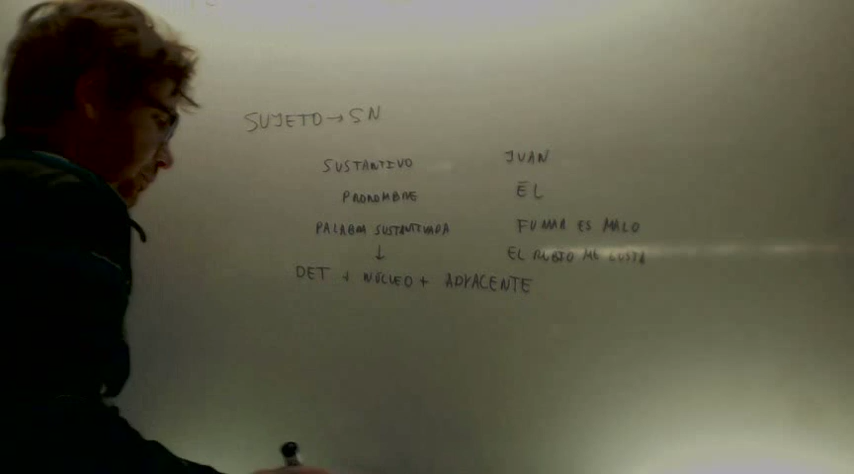 SUJETO → SN
SUSTANTIVO JUAN
PRONOMBRE ÉL
PALABRA SUSTANTIVADA FUMAR ES MALO
↓ EL RUBIO ME GUSTA
DET + NÚCLEO + ADYACENTE